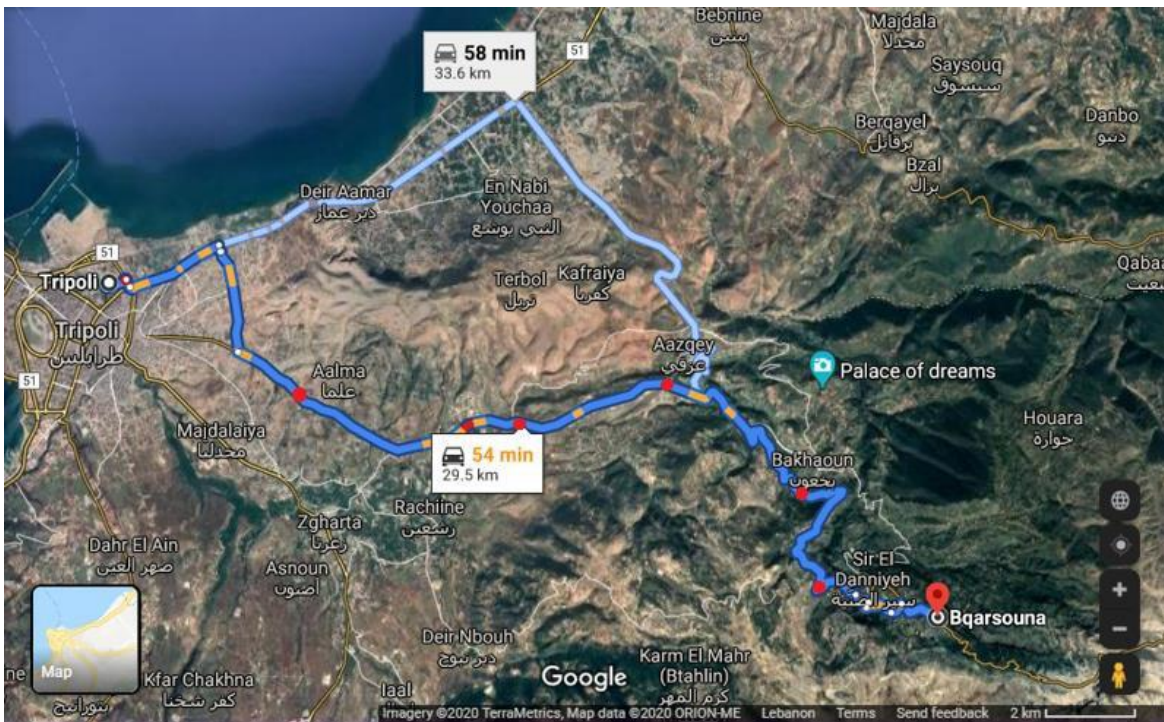 Bebnine
ببنين
Majdala
مجدلا
58 min
33.6 km
51
Saysouq
سيسوق
Danbo
دنبو
Berqayel
برقايل
Bzal
بزال
Deir Aamar
دير عمار
En Nabi
Youchaa
النبي يوشع
51
Tripoli
Terbol
تربل
Kafraiya
كفريا
Tripoli
طرابلس
Aazqey
عزقي
51
Aalma
علما
Palace of dreams
Majdalaiya
مجدليا
Houara
حوارة
54 min
29.5 km
Bakhaoun
بخعون
Rachiine
رشعين
Zgharta
زغرتا
Dahr El Ain
ضهر العين
Asnoun
اصنون
Sir El
Danniyeh
سير الضنية
Bqarsouna
Deir Nbouh
دير نبوح
Map
Kfar Chakhna
كفر شخنا
Iaal
Google
Karm El Mahr
(Btahlin)
كرم المهر
Imagery ©2020 TerraMetrics, Map data ©2020 ORION-ME Lebanon Terms Send feedback 2 km